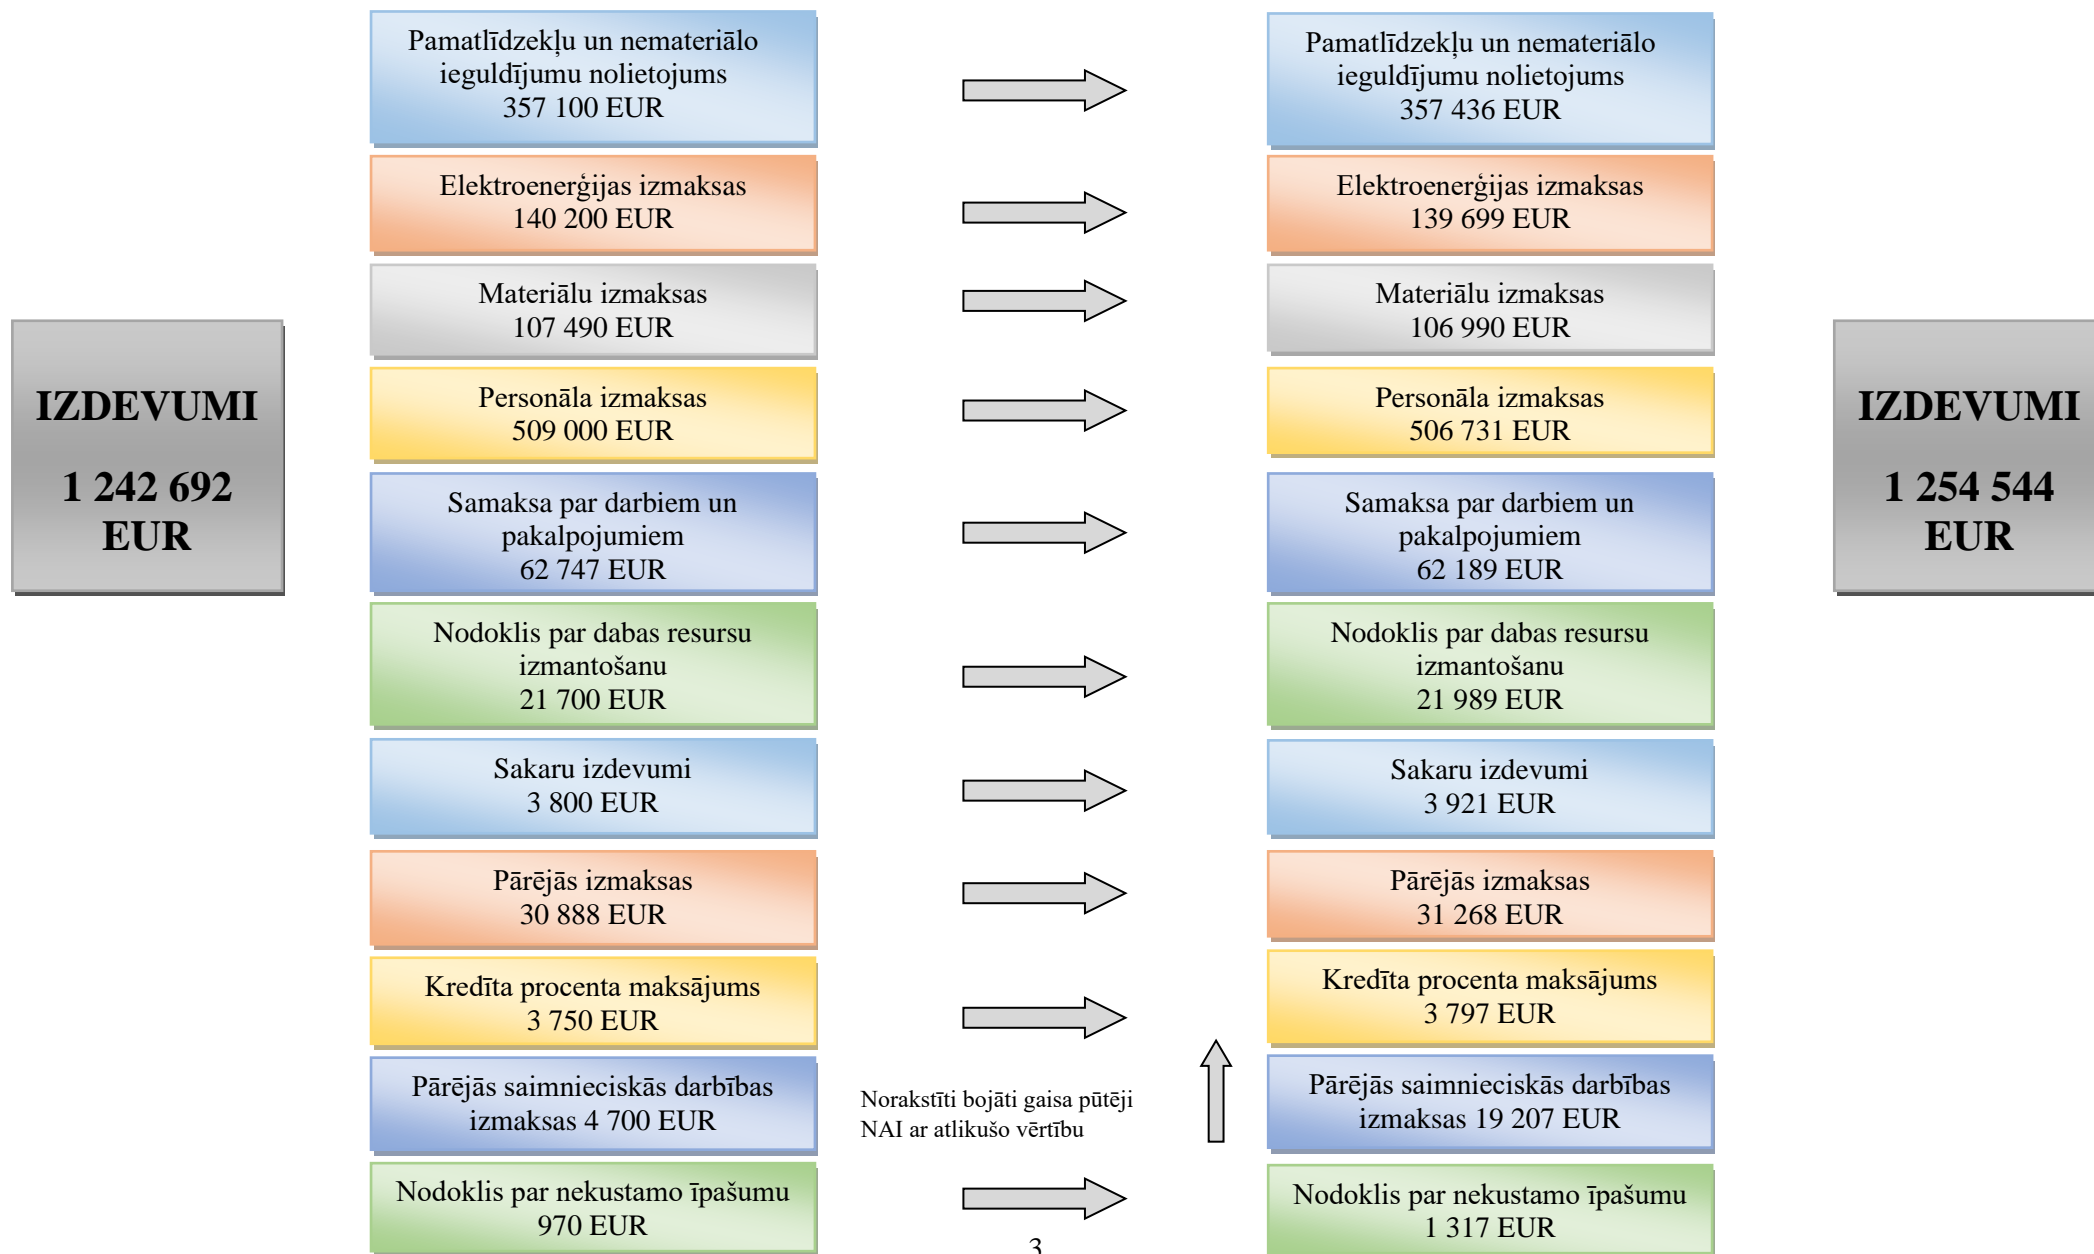 IZDEVUMI
1 242 692
EUR
Pamatlīdzekļu un nemateriālo
ieguldījumu nolietojums
357 100 EUR
Elektroenerģijas izmaksas
140 200 EUR
Materiālu izmaksas
107 490 EUR
Personāla izmaksas
509 000 EUR
Samaksa par darbiem un
pakalpojumiem
62 747 EUR
Nodoklis par dabas resursu
izmantošanu
21 700 EUR
Sakaru izdevumi
3 800 EUR
Pārējās izmaksas
30 888 EUR
Kredīta procenta maksājums
3 750 EUR
Pārējās saimnieciskās darbības
izmaksas 4 700 EUR
Nodoklis par nekustamo īpašumu
970 EUR
Norakstīti bojāti gaisa pūtēji
NAI ar atlikušo vērtību
Pamatlīdzekļu un nemateriālo
ieguldījumu nolietojums
357 436 EUR
Elektroenerģijas izmaksas
139 699 EUR
Materiālu izmaksas
106 990 EUR
Personāla izmaksas
506 731 EUR
Samaksa par darbiem un
pakalpojumiem
62 189 EUR
Nodoklis par dabas resursu
izmantošanu
21 989 EUR
Sakaru izdevumi
3 921 EUR
Pārējās izmaksas
31 268 EUR
Kredīta procenta maksājums
3 797 EUR
Pārējās saimnieciskās darbības
izmaksas 19 207 EUR
Nodoklis par nekustamo īpašumu
1 317 EUR
IZDEVUMI
1 254 544
EUR
3